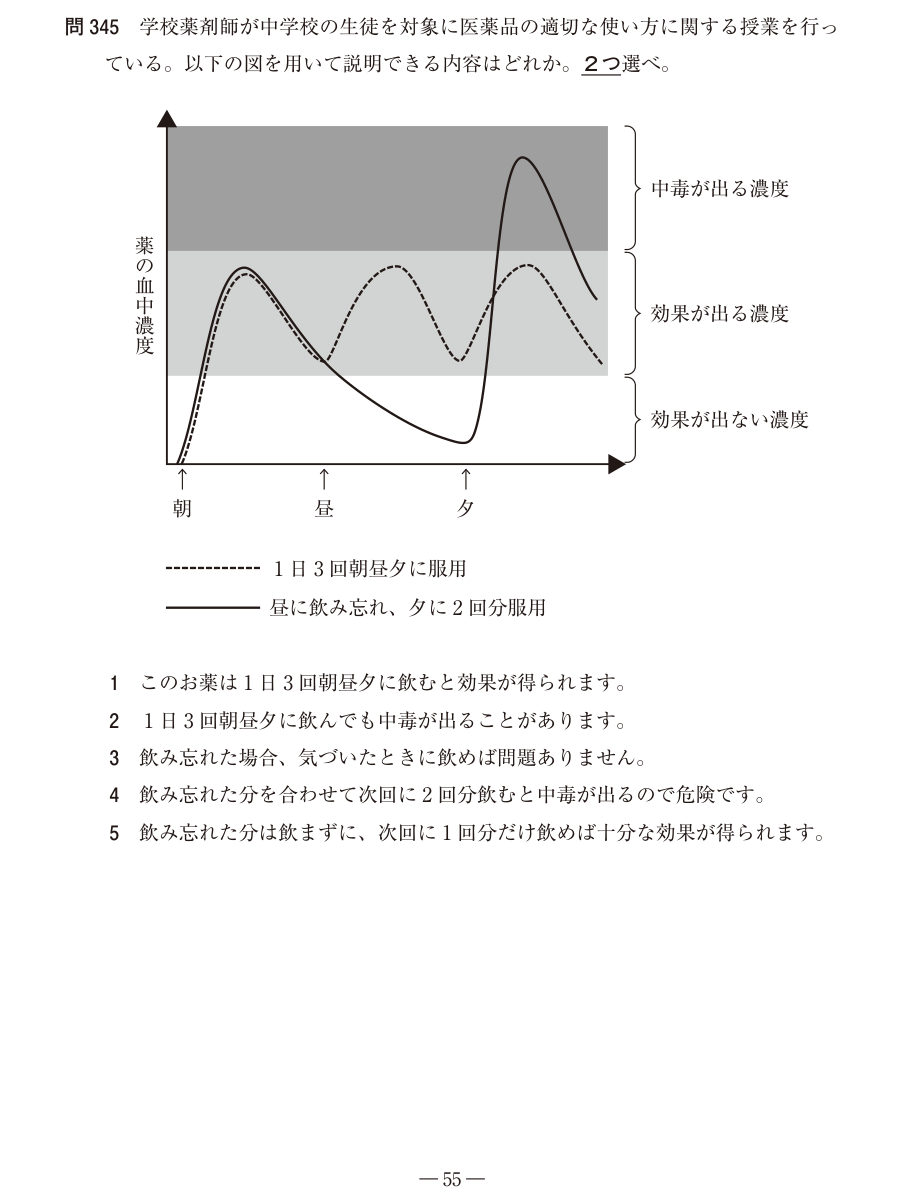 問 345　学校薬剤師が中学校の生徒を対象に医薬品の適切な使い方に関する授業を行っ
ている。以下の図を用いて説明できる内容はどれか。２つ選べ。
中毒が出る濃度
薬の血中濃度
効果が出る濃度
効果が出ない濃度
朝
昼
夕
１日３回朝昼夕に服用
昼に飲み忘れ、夕に２回分服用
1　このお薬は１日３回朝昼夕に飲むと効果が得られます。
2　１日３回朝昼夕に飲んでも中毒が出ることがあります。
3　飲み忘れた場合、気づいたときに飲めば問題ありません。
4　飲み忘れた分を合わせて次回に２回分飲むと中毒が出るので危険です。
5　飲み忘れた分は飲まずに、次回に１回分だけ飲めば十分な効果が得られます。
― 55 ―